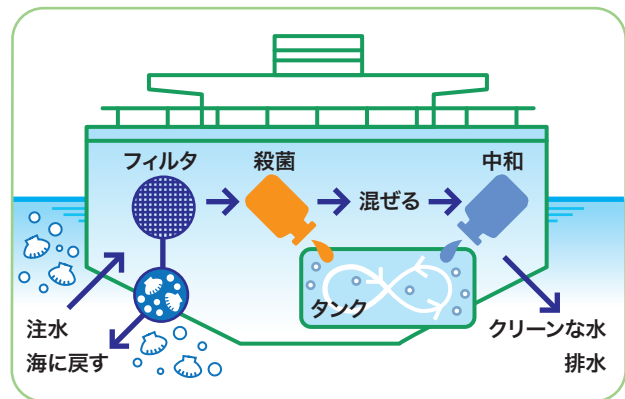 フィルタ
殺菌
混ぜる
中和
タンク
注水
海に戻す
クリーンな水
排水